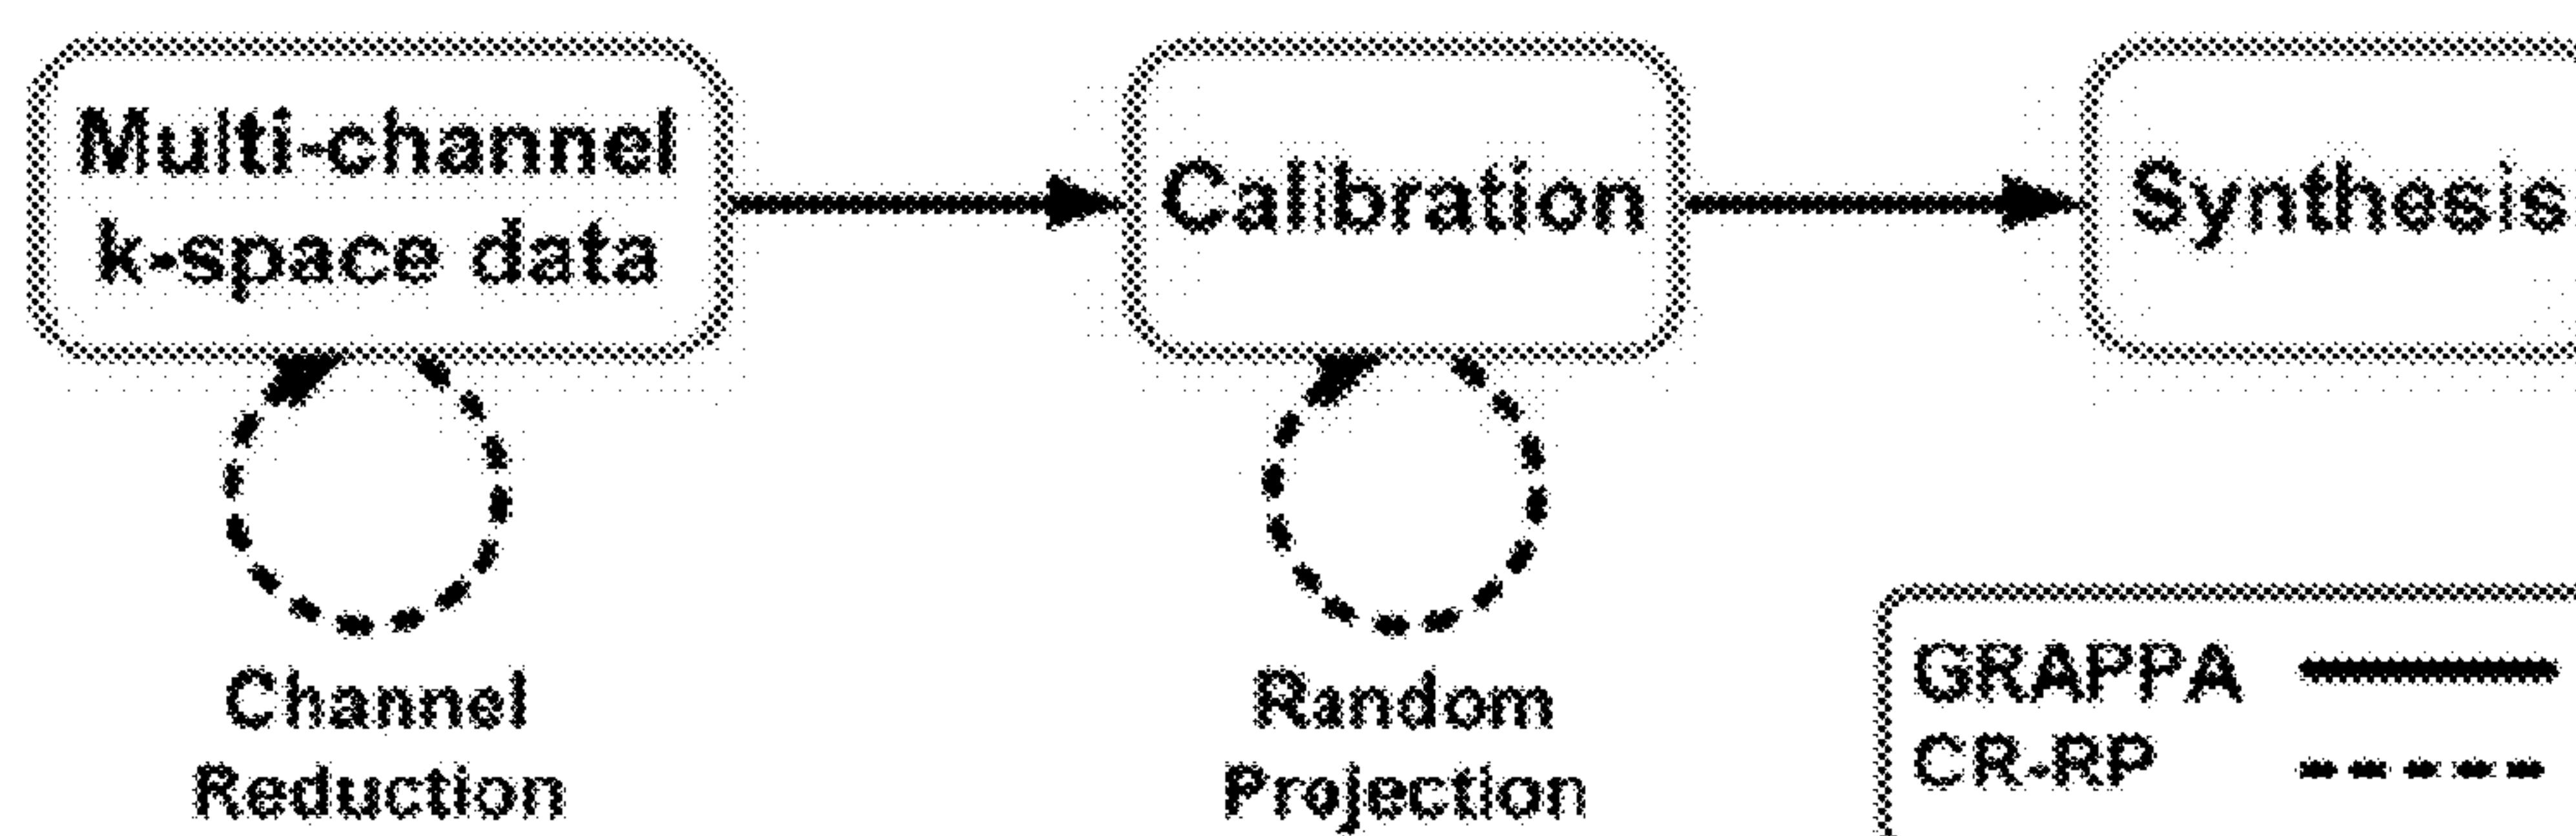 Multi-channel
k-space data
Calibration
Synthesis
Channel
Reduction
Random
Projection
GRAPPA
CR-RP